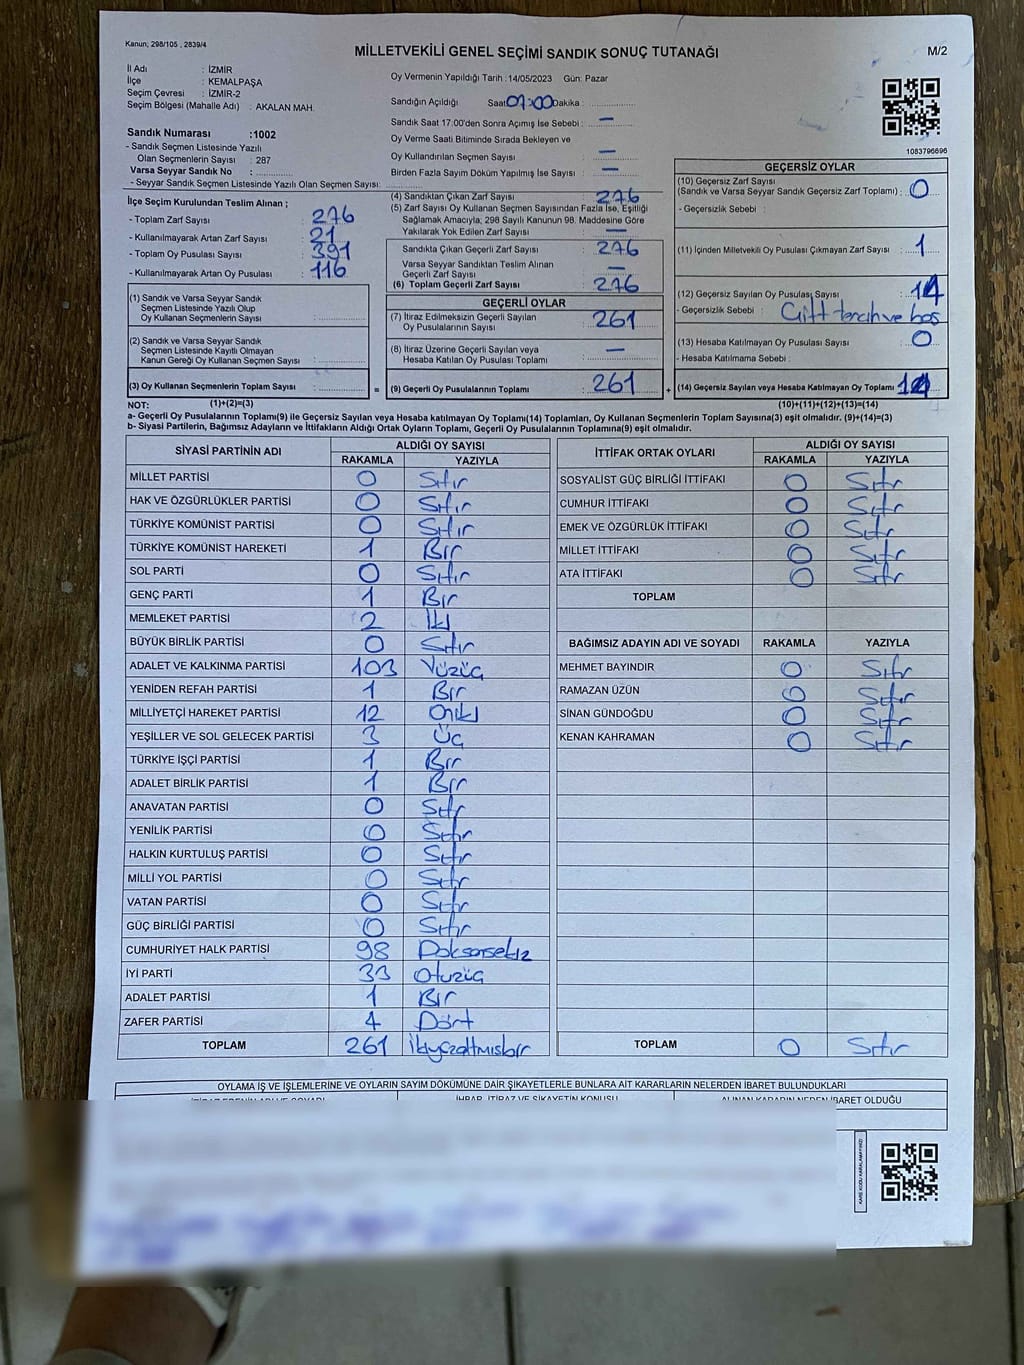 Kanun; 298/105 , 2839/4
MİLLETVEKİLİ GENEL SEÇİMİ SANDIK SONUÇ TUTANAĞI
M/2
İl Adı : İZMİR
İlçe : KEMALPAŞA
Seçim Çevresi : İZMİR-2
Seçim Bölgesi (Mahalle Adı) : AKALAN MAH.
Sandık Numarası :1002
- Sandık Seçmen Listesinde Yazılı
Olan Seçmenlerin Sayısı : 287
Varsa Seyyar Sandık No :
- Seyyar Sandık Seçmen Listesinde Yazılı Olan Seçmen Sayısı:
İlçe Seçim Kurulundan Teslim Alınan ;
- Toplam Zarf Sayısı : 276
- Kullanılmayarak Artan Zarf Sayısı : 21
- Toplam Oy Pusulası : 391
- Kullanılmayarak Artan Oy Pusulası : 116
Oy Vermenin Yapıldığı Tarih :14/05/2023 Gün: Pazar
Sandığın Açıldığı Saat 07:00 Dakika :
Sandık Saat 17.00'den Sonra Açımış İse Sebebi : —
Oy Verme Saati Bitiminde Sırada Bekleyen ve
Oy Kullandırılan Seçmen Sayısı : —
Birden Fazla Sayım Döküm Yapılmış İse Sayısı : —
(4) Sandıktan Çıkan Zarf Sayısı : 276
(5) Zarf Sayısı Oy Kullanan Seçmen Sayısından Fazla İse, Eşitliği
Sağlamak Amacıyla; 298 Sayılı Kanunun 98. Maddesine Göre
Yakılarak Yok Edilen Zarf Sayısı : —
Sandıkta Çıkan Geçerli Zarf Sayısı : 276
Varsa Seyyar Sandıktan Teslim Alınan
Geçerli Zarf Sayısı : —
(6) Toplam Geçerli Zarf Sayısı : 276
1083796696
GEÇERSİZ OYLAR
(10) Geçersiz Zarf Sayısı
(Sandık ve Varsa Seyyar Sandık Geçersiz Zarf Toplamı) : 0
- Geçersizlik Sebebi :
(11) İçinden Milletvekili Oy Pusulası Çıkmayan Zarf Sayısı : 1
(12) Geçersiz Sayılan Oy Pusulası Sayısı : 14
- Geçersizlik Sebebi : Çift tercih ve boş
(13) Hesaba Katılmayan Oy Pusulası Sayısı : 0
- Hesaba Katılmama Sebebi :
(14) Geçersiz Sayılan veya Hesaba Katılmayan Oy Toplamı
(1) Sandık ve Varsa Seyyar Sandık
Seçmen Listesinde Yazılı Olup
Oy Kullanan Seçmenlerin Sayısı :
(2) Sandık ve Varsa Seyyar Sandık
Seçmen Listesinde Kayıtlı Olmayan
Kanun Gereği Oy Kullanan Seçmen Sayısı :
(3) Oy Kullanan Seçmenlerin Toplam Sayısı : =
GEÇERLİ OYLAR
(7) İtiraz Edilmeksizin Geçerli Sayılan
Oy Pusulalarının Sayısı : 261
(8) İtiraz Üzerine Geçerli Sayılan veya
Hesaba Katılan Oy Pusulası Toplamı : —
(9) Geçerli Oy Pusulalarının Toplamı : 261 +
NOT: (1)+(2)=(3) (10)+(11)+(12)+(13)=(14)
a- Geçerli Oy Pusulalarının Toplamı(9) ile Geçersiz Sayılan veya Hesaba katılmayan Oy Toplamı(14) Toplamları, Oy Kullanan Seçmenlerin Toplam Sayısına(3) eşit olmalıdır. (9)+(14)=(3)
b- Siyasi Partilerin, Bağımsız Adayların ve İttifakların Aldığı Ortak Oyların Toplamı, Geçerli Oy Pusulalarının Toplamına(9) eşit olmalıdır.
SİYASİ PARTİNİN ADI ALDIĞI OY SAYISI
RAKAMLA YAZIYLA
MİLLET PARTİSİ 0 Sıfır
HAK VE ÖZGÜRLÜKLER PARTİSİ 0 Sıfır
TÜRKİYE KOMÜNİST PARTİSİ 0 Sıfır
TÜRKİYE KOMÜNİST HAREKETİ 1 Bir
SOL PARTİ 0 Sıfır
GENÇ PARTİ 1 Bir
MEMLEKET PARTİSİ 2 İki
BÜYÜK BİRLİK PARTİSİ 0 Sıfır
ADALET VE KALKINMA PARTİSİ 103 Yüzüç
YENİDEN REFAH PARTİSİ 1 Bir
MİLLİYETÇİ HAREKET PARTİSİ 12 Oniki
YEŞİLLER VE SOL GELECEK PARTİSİ 3 Üç
TÜRKİYE İŞÇİ PARTİSİ 1 Bir
ADALET BİRLİK PARTİSİ 1 Bir
ANAVATAN PARTİSİ 0 Sıfır
YENİLİK PARTİSİ 0 Sıfır
HALKIN KURTULUŞ PARTİSİ 0 Sıfır
MİLLİ YOL PARTİSİ 0 Sıfır
VATAN PARTİSİ 0 Sıfır
GÜÇ BİRLİĞİ PARTİSİ 0 Sıfır
CUMHURİYET HALK PARTİSİ 98 Doksansekiz
İYİ PARTİ 33 Otuzüç
ADALET PARTİSİ 1 Bir
ZAFER PARTİSİ 4 Dört
TOPLAM 261 İkiyüzaltmışbir
İTTİFAK ORTAK OYLARI ALDIĞI OY SAYISI
RAKAMLA YAZIYLA
SOSYALİST GÜÇ BİRLİĞİ İTTİFAKI 0 Sıfır
CUMHUR İTTİFAKI 0 Sıfır
EMEK VE ÖZGÜRLÜK İTTİFAKI 0 Sıfır
MİLLET İTTİFAKI 0 Sıfır
ATA İTTİFAKI 0 Sıfır
TOPLAM
BAĞIMSIZ ADAYIN ADI VE SOYADI RAKAMLA YAZIYLA
MEHMET BAYINDIR 0 Sıfır
RAMAZAN ÜZÜN 0 Sıfır
SİNAN GÜNDOĞDU 0 Sıfır
KENAN KAHRAMAN 0 Sıfır
TOPLAM 0 Sıfır
OYLAMA İŞ VE İŞLEMLERİNE VE OYLARIN SAYIM DÖKÜMÜNE DAİR ŞİKAYETLERLE BUNLARA AİT KARARLARIN NELERDEN İBARET BULUNDUKLARI
İHBAR, İTİRAZ VE ŞİKAYETİN KONUSU ALINAN KARARIN NEDEN İBARET OLDUĞU